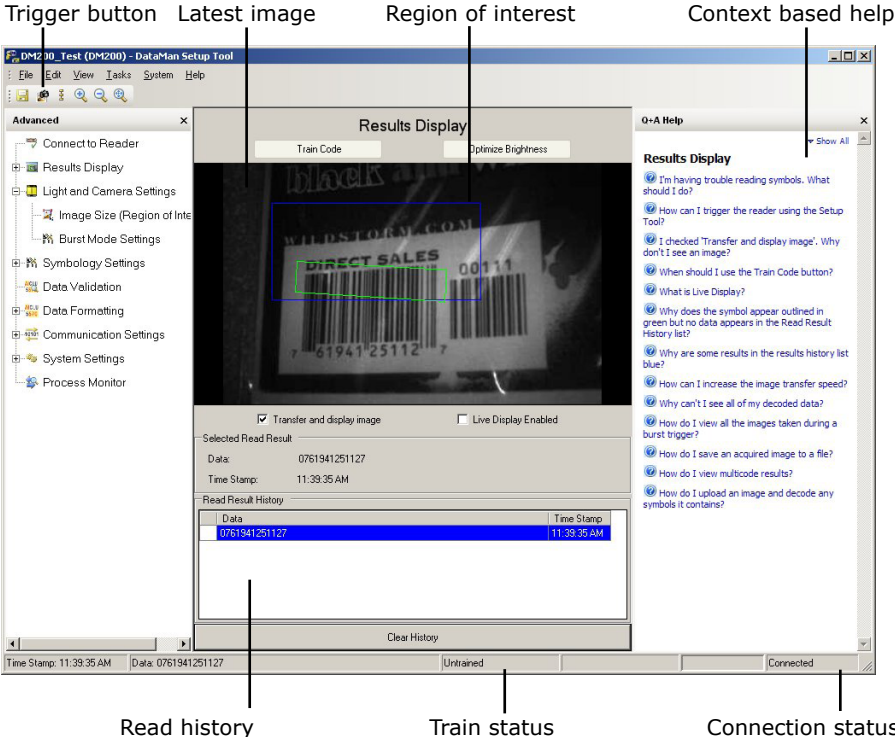 Trigger button Latest image Region of interest Context based help
DM200_Test (DM200) - DataMan Setup Tool
File Edit View Tasks System Help
Advanced
Connect to Reader
Results Display
Light and Camera Settings
Image Size (Region of Inte
Burst Mode Settings
Symbology Settings
Data Validation
Data Formatting
Communication Settings
System Settings
Process Monitor
Results Display
Train Code Optimize Brightness
black
WILDSTORM.COM
DIRECT SALES
00111
7 61941 25112 7
Transfer and display image Live Display Enabled
Selected Read Result
Data: 0761941251127
Time Stamp: 11:39:35 AM
Read Result History
Data Time Stamp
0761941251127 11:39:35 AM
Clear History
Q+A Help
Show All
Results Display
I'm having trouble reading symbols. What
should I do?
How can I trigger the reader using the Setup
Tool?
I checked 'Transfer and display image'. Why
don't I see an image?
When should I use the Train Code button?
What is Live Display?
Why does the symbol appear outlined in
green but no data appears in the Read Result
History list?
Why are some results in the results history list
blue?
How can I increase the image transfer speed?
Why can't I see all of my decoded data?
How do I view all the images taken during a
burst trigger?
How do I save an acquired image to a file?
How do I view multicode results?
How do I upload an image and decode any
symbols it contains?
Time Stamp: 11:39:35 AM Data: 0761941251127 Untrained Connected
Read history Train status Connection status